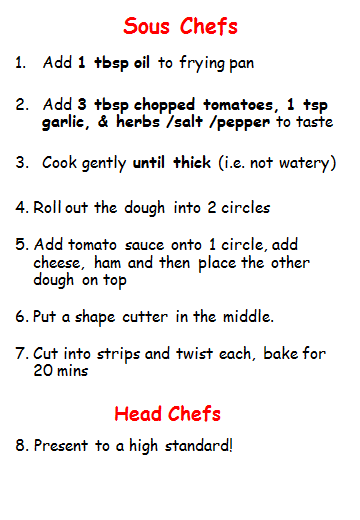 Sous Chefs
1. Add 1 tbsp oil to frying pan
2. Add 3 tbsp chopped tomatoes, 1 tsp
garlic, & herbs /salt /pepper to taste
3. Cook gently until thick (i.e. not watery)
4. Roll out the dough into 2 circles
5. Add tomato sauce onto 1 circle, add
cheese, ham and then place the other
dough on top
6. Put a shape cutter in the middle.
7. Cut into strips and twist each, bake for
20 mins
Head Chefs
8. Present to a high standard!